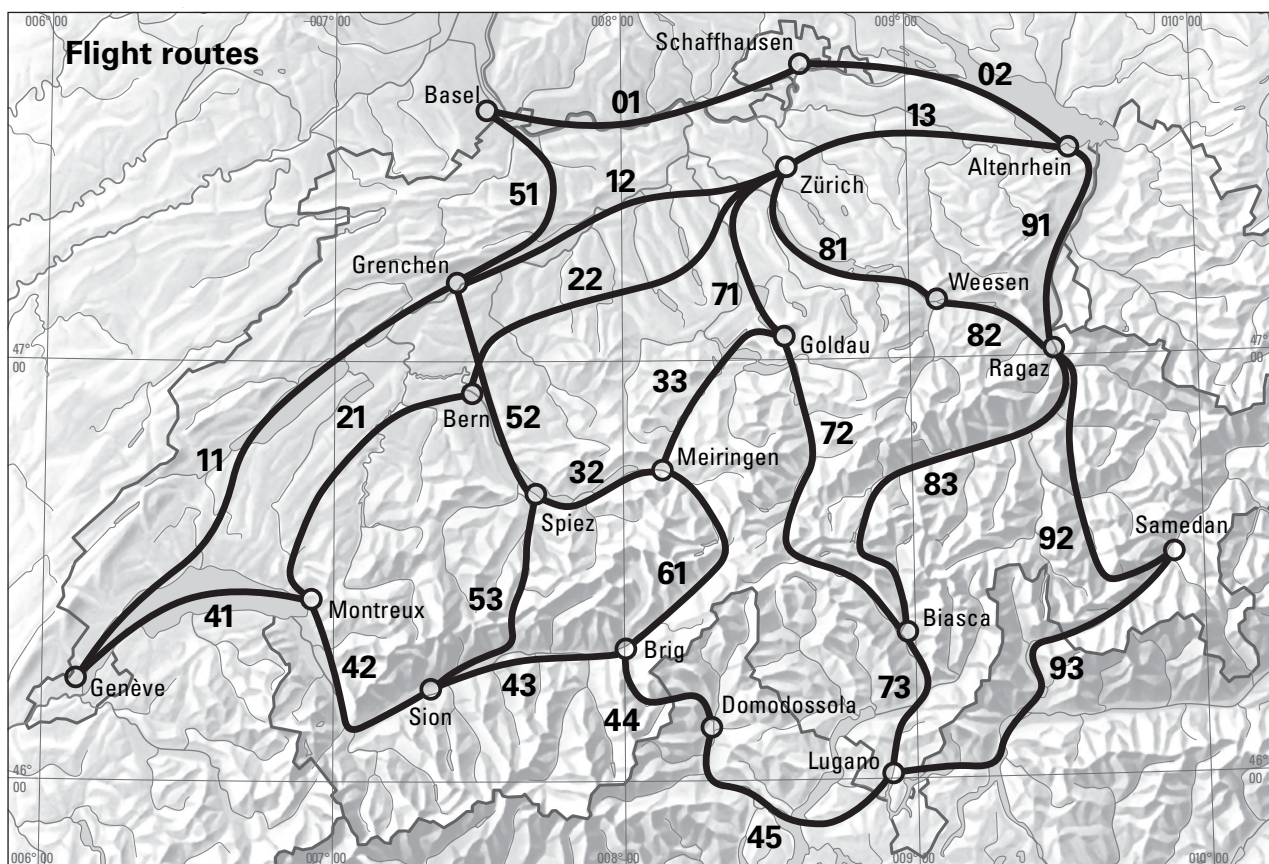 006° 00
007° 00
008° 00
009° 00
010° 00
Flight routes
Schaffhausen
02
Basel
01
13
Altenrhein
51
12
Zürich
91
Grenchen
22
81
Weesen
71
82
47°
00
Goldau
Ragaz
47°
00
33
21
Bern
52
72
11
32
Meiringen
83
Spiez
Samedan
92
61
53
41
Montreux
Biasca
42
Brig
93
Genève
43
73
Sion
44
Domodossola
Lugano
46°
00
46°
00
45
006° 00
007° 00
008° 00
009° 00
010° 00